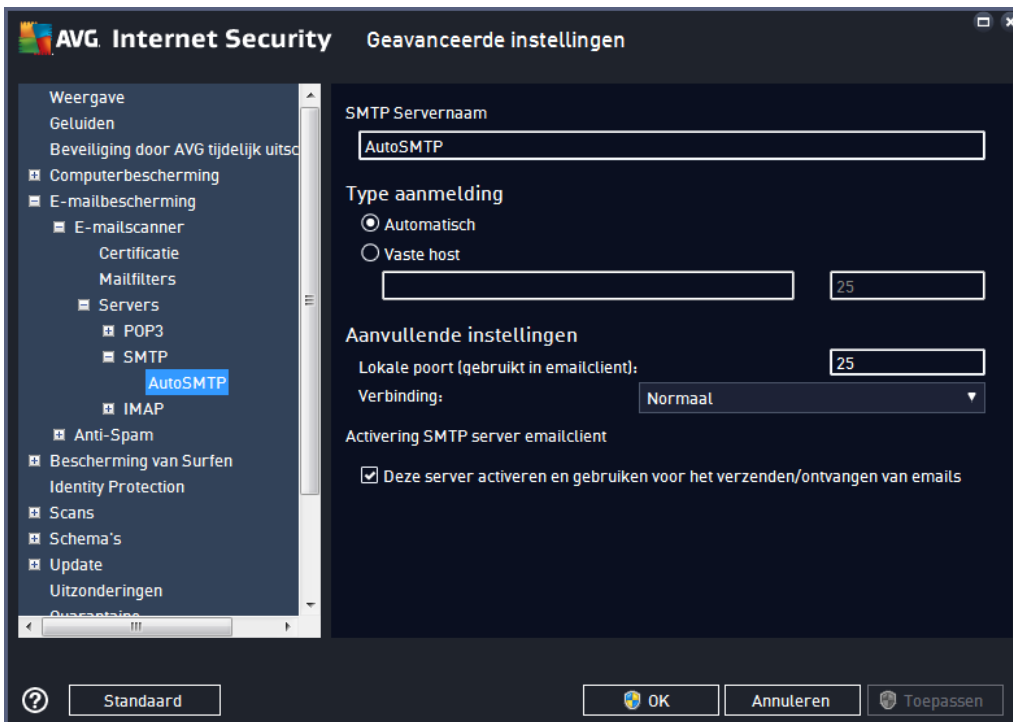 AVG Internet Security Geavanceerde instellingen
Weergave
Geluiden
Beveiliging door AVG tijdelijk uitsc
Computerbescherming
E-mailbescherming
E-mailscanner
Certificatie
Mailfilters
Servers
POP3
SMTP
AutoSMTP
IMAP
Anti-Spam
Bescherming van Surfen
Identity Protection
Scans
Schema's
Update
Uitzonderingen
Quarantaine
SMTP Servernaam
AutoSMTP
Type aanmelding
Automatisch
Vaste host
25
Aanvullende instellingen
Lokale poort (gebruikt in emailclient): 25
Verbinding: Normaal
Activering SMTP server emailclient
Deze server activeren en gebruiken voor het verzenden/ontvangen van emails
? Standaard OK Annuleren Toepassen